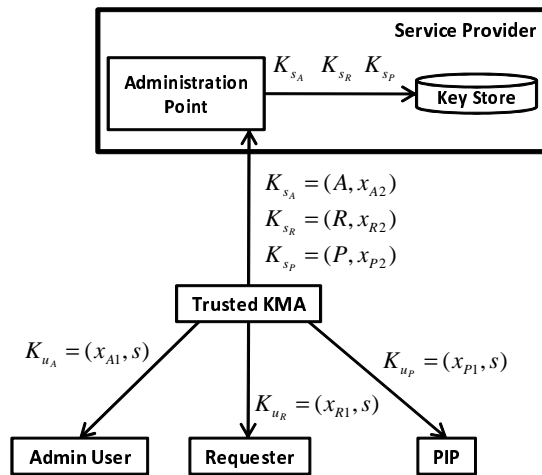 Service Provider
Administration
Point
K_{s_A} K_{s_R} K_{s_P}
Key Store
K_{s_A} = (A, x_{A2})
K_{s_R} = (R, x_{R2})
K_{s_P} = (P, x_{P2})
Trusted KMA
K_{u_A} = (x_{A1}, s)
K_{u_P} = (x_{P1}, s)
K_{u_R} = (x_{R1}, s)
Admin User
Requester
PIP